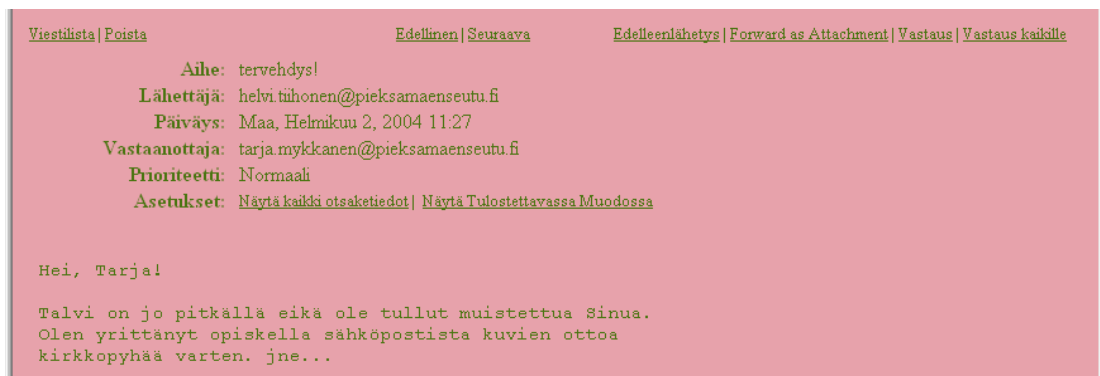 Viestilista | Poista Edellinen | Seuraava Edelleenlähetys | Forward as Attachment | Vastaus | Vastaus kaikille
Aihe: tervehdys!
Lähettäjä: helvi.tiihonen@pieksamaenseutu.fi
Päiväys: Maa, Helmikuu 2, 2004 11:27
Vastaanottaja: tarja.mykkanen@pieksamaenseutu.fi
Prioriteetti: Normaali
Asetukset: Näytä kaikki otsaketiedot | Näytä Tulostettavassa Muodossa
Hei, Tarja!
Talvi on jo pitkällä eikä ole tullut muistettua Sinua.
Olen yrittänyt opiskella sähköpostista kuvien ottoa
kirkkopyhää varten. jne...